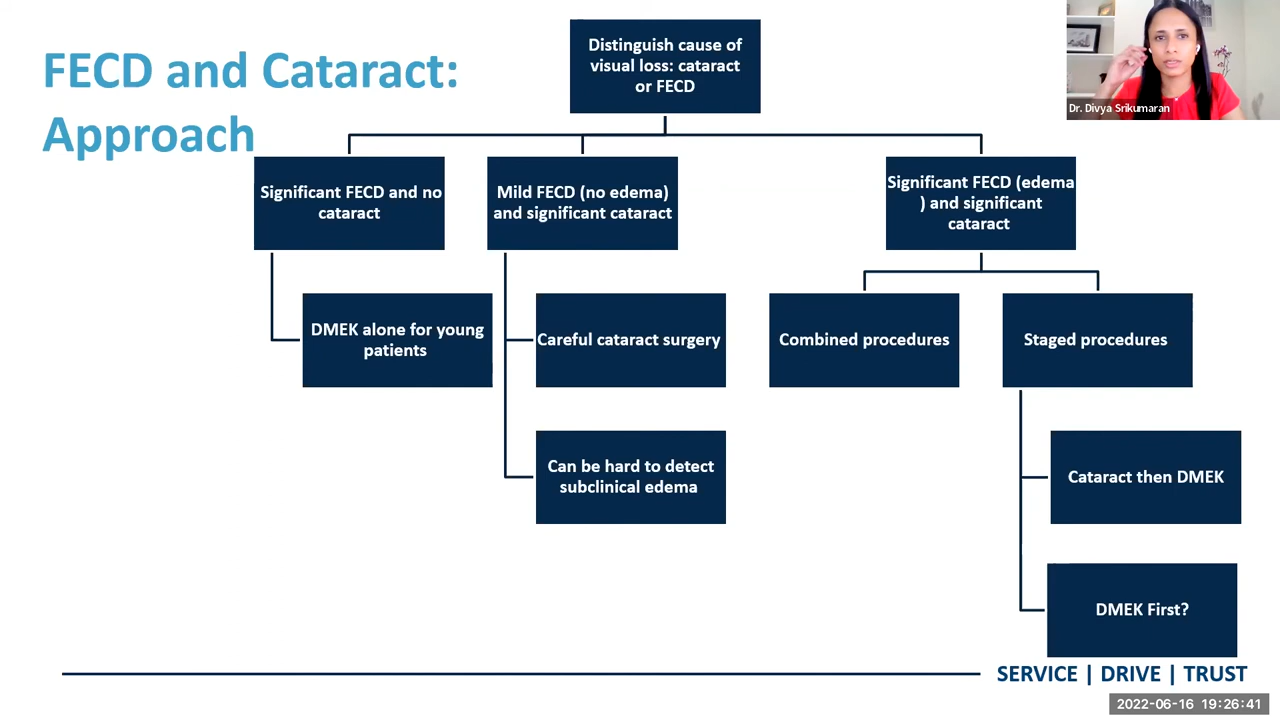 FECD and Cataract:
Approach
Distinguish cause of
visual loss: cataract
or FECD
Dr. Divya Srikumaran
Significant FECD and no
cataract
Mild FECD (no edema)
and significant cataract
Significant FECD (edema
) and significant
cataract
DMEK alone for young
patients
Careful cataract surgery
Combined procedures
Staged procedures
Can be hard to detect
subclinical edema
Cataract then DMEK
DMEK First?
SERVICE | DRIVE | TRUST
2022-06-16 19:26:41